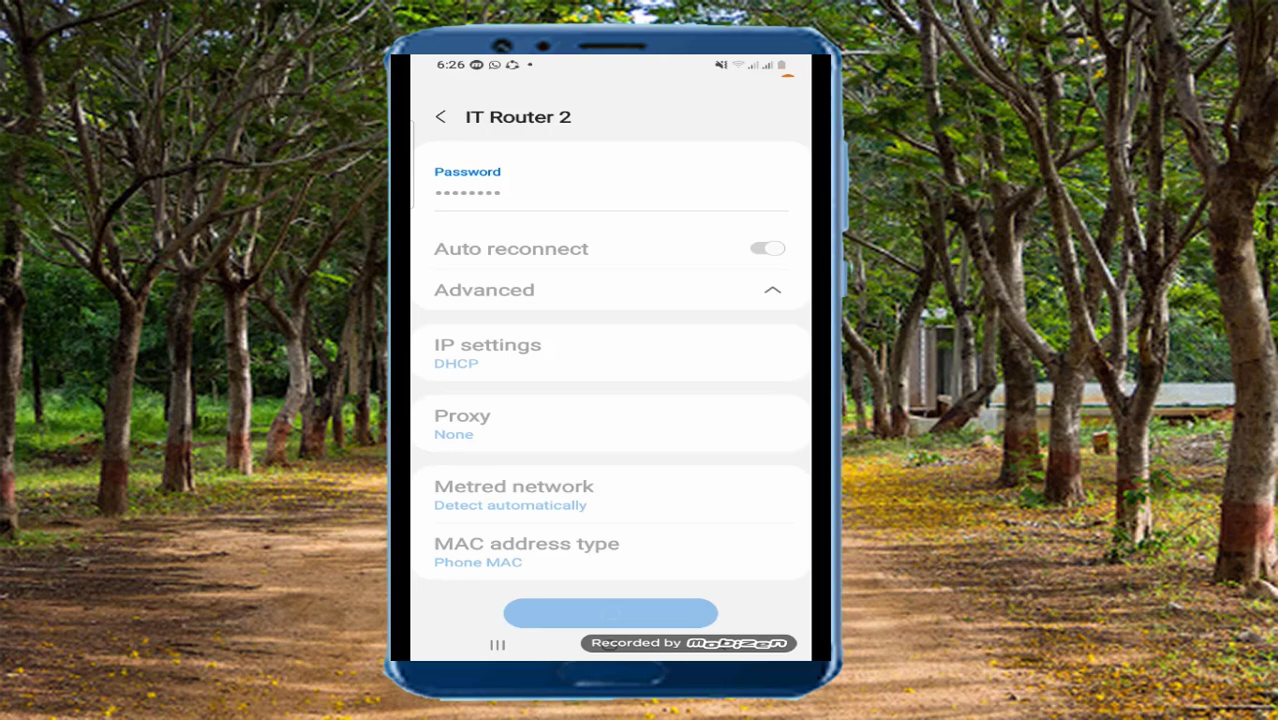 6:26
IT Router 2
Password
Auto reconnect
Advanced
IP settings
DHCP
Proxy
None
Metred network
Detect automatically
MAC address type
Phone MAC
Recorded by mobizen